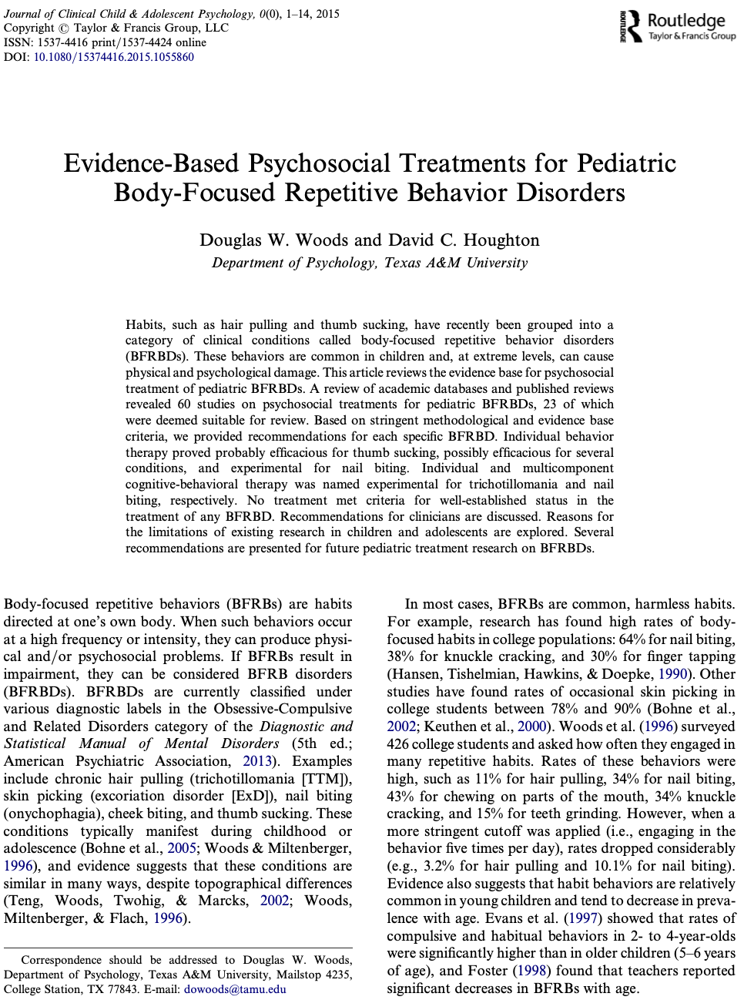 Journal of Clinical Child & Adolescent Psychology, 0(0), 1–14, 2015
Copyright © Taylor & Francis Group, LLC
ISSN: 1537-4416 print/1537-4424 online
DOI: 10.1080/15374416.2015.1055860
ROUTLEDGE
Routledge
Taylor & Francis Group
Evidence-Based Psychosocial Treatments for Pediatric
Body-Focused Repetitive Behavior Disorders
Douglas W. Woods and David C. Houghton
Department of Psychology, Texas A&M University
Habits, such as hair pulling and thumb sucking, have recently been grouped into a
category of clinical conditions called body-focused repetitive behavior disorders
(BFRBDs). These behaviors are common in children and, at extreme levels, can cause
physical and psychological damage. This article reviews the evidence base for psychosocial
treatment of pediatric BFRBDs. A review of academic databases and published reviews
revealed 60 studies on psychosocial treatments for pediatric BFRBDs, 23 of which
were deemed suitable for review. Based on stringent methodological and evidence base
criteria, we provided recommendations for each specific BFRBD. Individual behavior
therapy proved probably efficacious for thumb sucking, possibly efficacious for several
conditions, and experimental for nail biting. Individual and multicomponent
cognitive-behavioral therapy was named experimental for trichotillomania and nail
biting, respectively. No treatment met criteria for well-established status in the
treatment of any BFRBD. Recommendations for clinicians are discussed. Reasons for
the limitations of existing research in children and adolescents are explored. Several
recommendations are presented for future pediatric treatment research on BFRBDs.
Body-focused repetitive behaviors (BFRBs) are habits
directed at one's own body. When such behaviors occur
at a high frequency or intensity, they can produce physi-
cal and/or psychosocial problems. If BFRBs result in
impairment, they can be considered BFRB disorders
(BFRBDs). BFRBDs are currently classified under
various diagnostic labels in the Obsessive-Compulsive
and Related Disorders category of the Diagnostic and
Statistical Manual of Mental Disorders (5th ed.;
American Psychiatric Association, 2013). Examples
include chronic hair pulling (trichotillomania [TTM]),
skin picking (excoriation disorder [ExD]), nail biting
(onychophagia), cheek biting, and thumb sucking. These
conditions typically manifest during childhood or
adolescence (Bohne et al., 2005; Woods & Miltenberger,
1996), and evidence suggests that these conditions are
similar in many ways, despite topographical differences
(Teng, Woods, Twohig, & Marcks, 2002; Woods,
Miltenberger, & Flach, 1996).
Correspondence should be addressed to Douglas W. Woods,
Department of Psychology, Texas A&M University, Mailstop 4235,
College Station, TX 77843. E-mail: dowoods@tamu.edu
In most cases, BFRBs are common, harmless habits.
For example, research has found high rates of body-
focused habits in college populations: 64% for nail biting,
38% for knuckle cracking, and 30% for finger tapping
(Hansen, Tishelmian, Hawkins, & Doepke, 1990). Other
studies have found rates of occasional skin picking in
college students between 78% and 90% (Bohne et al.,
2002; Keuthen et al., 2000). Woods et al. (1996) surveyed
426 college students and asked how often they engaged in
many repetitive habits. Rates of these behaviors were
high, such as 11% for hair pulling, 34% for nail biting,
43% for chewing on parts of the mouth, 34% knuckle
cracking, and 15% for teeth grinding. However, when a
more stringent cutoff was applied (i.e., engaging in the
behavior five times per day), rates dropped considerably
(e.g., 3.2% for hair pulling and 10.1% for nail biting).
Evidence also suggests that habit behaviors are relatively
common in young children and tend to decrease in preva-
lence with age. Evans et al. (1997) showed that rates of
compulsive and habitual behaviors in 2- to 4-year-olds
were significantly higher than in older children (5–6 years
of age), and Foster (1998) found that teachers reported
significant decreases in BFRBs with age.